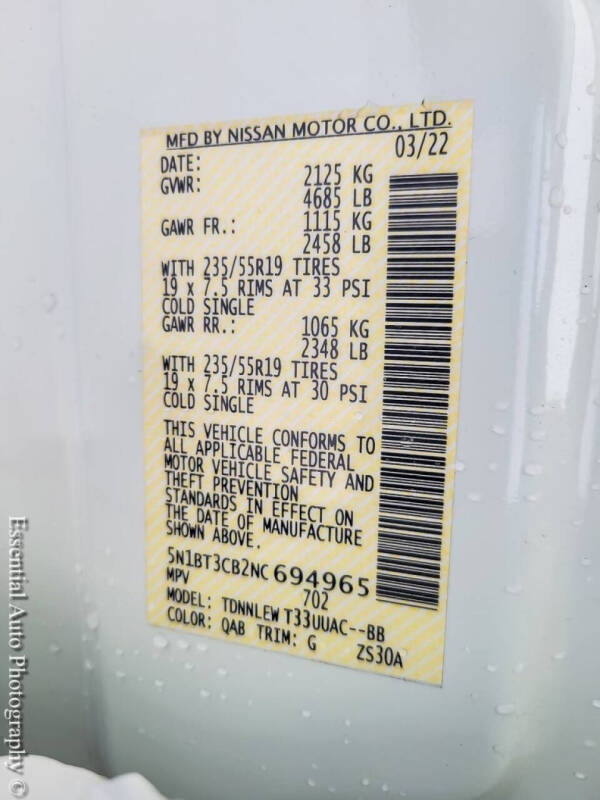 MFD BY NISSAN MOTOR CO., LTD.
DATE: 03/22
GVWR: 2125 KG
4685 LB
GAWR FR.: 1115 KG
2458 LB
WITH 235/55R19 TIRES
19 x 7.5 RIMS AT 33 PSI
COLD SINGLE
GAWR RR.: 1065 KG
2348 LB
WITH 235/55R19 TIRES
19 x 7.5 RIMS AT 30 PSI
COLD SINGLE
THIS VEHICLE CONFORMS TO
ALL APPLICABLE FEDERAL
MOTOR VEHICLE SAFETY AND
THEFT PREVENTION
STANDARDS IN EFFECT ON
THE DATE OF MANUFACTURE
SHOWN ABOVE.
5N1BT3CB2NC 694965
MPV 702
MODEL: TDNNLEW T33UUAC--BB
COLOR: QAB TRIM: G ZS30A
Essential Auto Photography ©